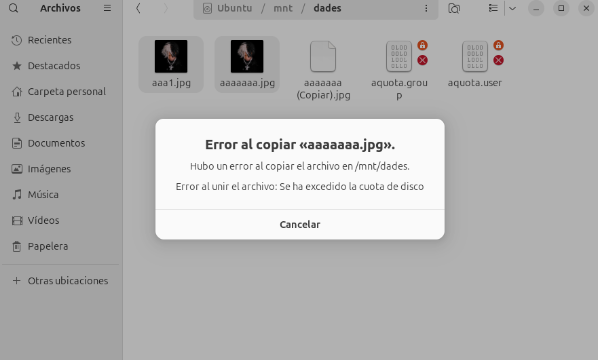 Archivos
Ubuntu / mnt / dades
Recientes
Destacados
Carpeta personal
Descargas
Documentos
Imágenes
Música
Vídeos
Papelera
Otras ubicaciones
aaa1.jpg
aaaaaaa.jpg
aaaaaaa
(Copiar).jpg
aquota.grou
p
aquota.user
Error al copiar «aaaaaaa.jpg».
Hubo un error al copiar el archivo en /mnt/dades.
Error al unir el archivo: Se ha excedido la cuota de disco
Cancelar